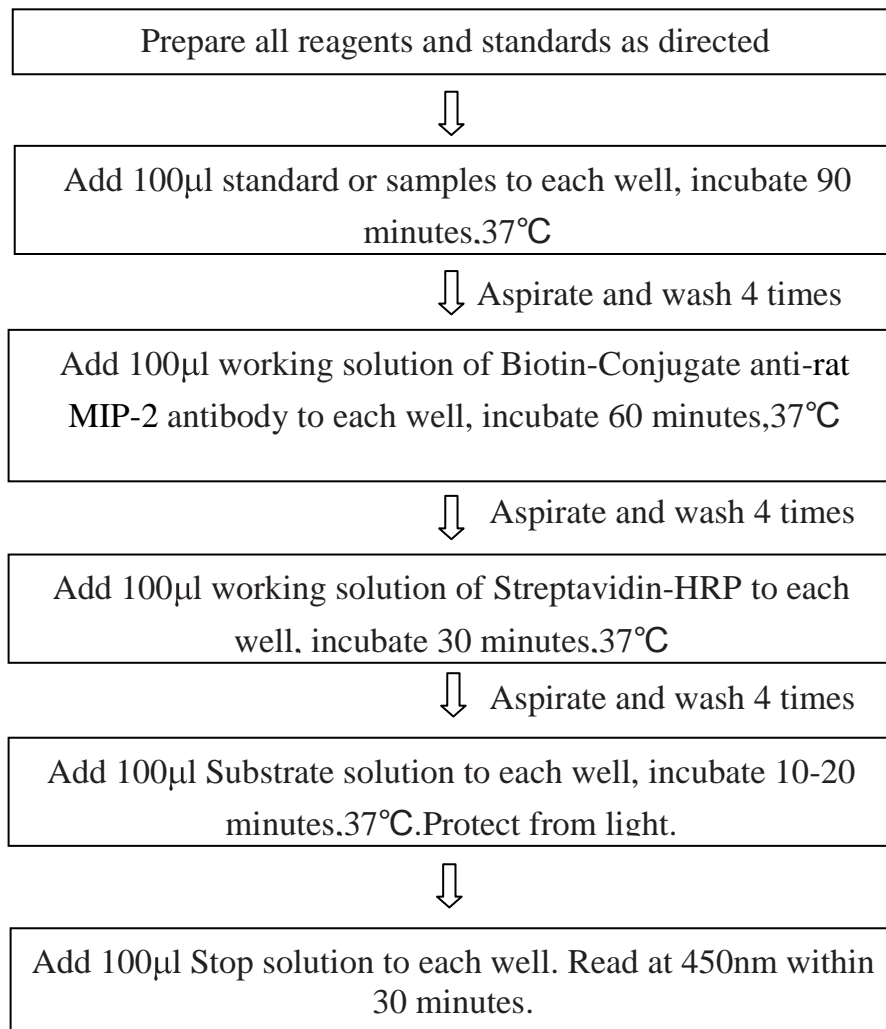 Prepare all reagents and standards as directed
Add 100μl standard or samples to each well, incubate 90
minutes,37℃
Aspirate and wash 4 times
Add 100μl working solution of Biotin-Conjugate anti-rat
MIP-2 antibody to each well, incubate 60 minutes,37℃
Aspirate and wash 4 times
Add 100μl working solution of Streptavidin-HRP to each
well, incubate 30 minutes,37℃
Aspirate and wash 4 times
Add 100μl Substrate solution to each well, incubate 10-20
minutes,37℃.Protect from light.
Add 100μl Stop solution to each well. Read at 450nm within
30 minutes.